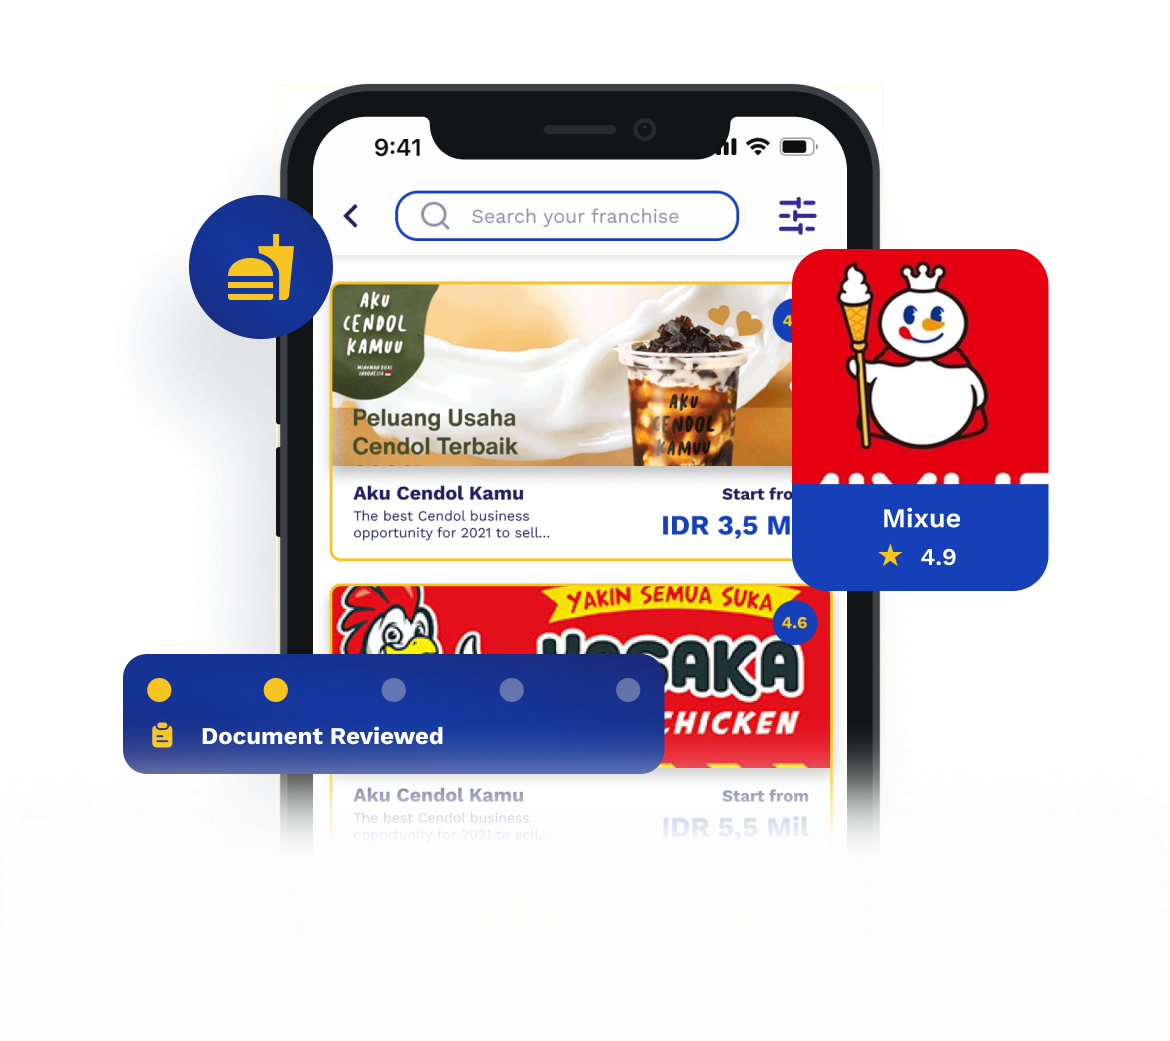 9:41
Search your franchise
AKU
CENDOL
KAMUU
MINUMAN KHAS
INDONESIA
Peluang Usaha
Cendol Terbaik
AKU
CENDOL
KAMUU
4
Aku Cendol Kamu
The best Cendol business
opportunity for 2021 to sell...
Start fro
IDR 3,5 M
Mixue
4.9
YAKIN SEMUA SUKA
4.6
CHICKEN
Document Reviewed
Aku Cendol Kamu
The best Cendol business
opportunity for 2021 to sell...
Start from
IDR 5,5 Mil